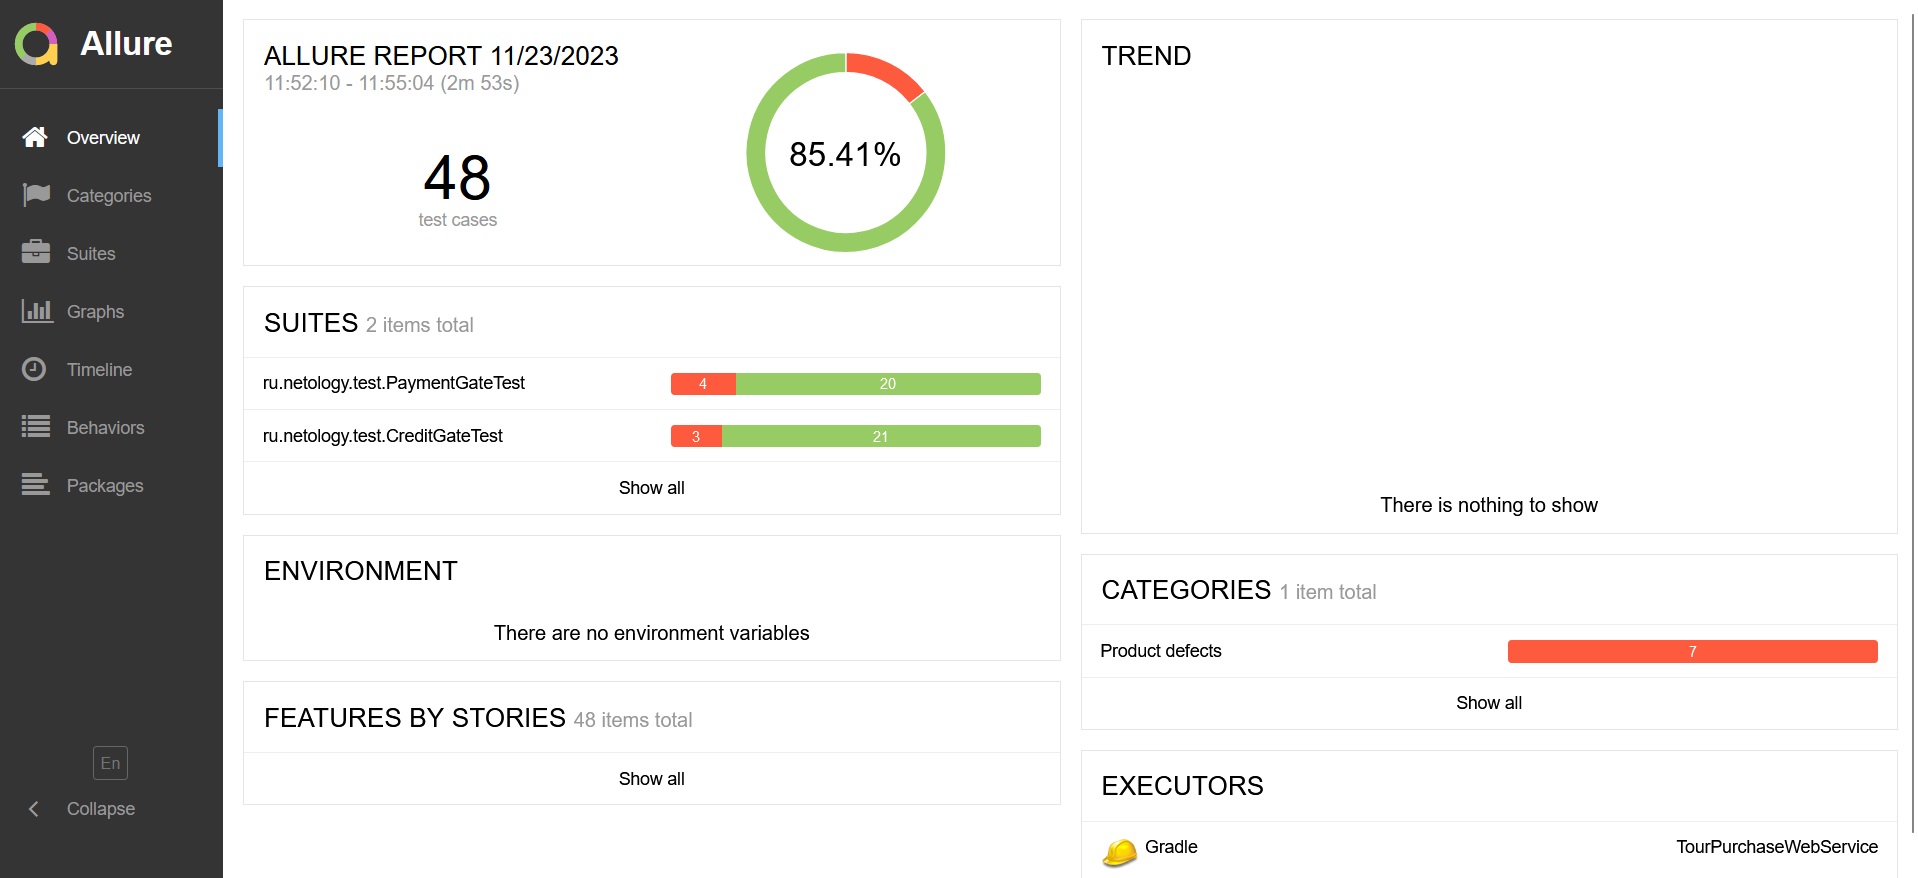 Allure
Overview
Categories
Suites
Graphs
Timeline
Behaviors
Packages
En
Collapse
ALLURE REPORT 11/23/2023
11:52:10 - 11:55:04 (2m 53s)
48
test cases
85.41%
SUITES 2 items total
ru.netology.test.PaymentGateTest 4 20
ru.netology.test.CreditGateTest 3 21
Show all
ENVIRONMENT
There are no environment variables
FEATURES BY STORIES 48 items total
Show all
TREND
There is nothing to show
CATEGORIES 1 item total
Product defects 7
Show all
EXECUTORS
Gradle TourPurchaseWebService